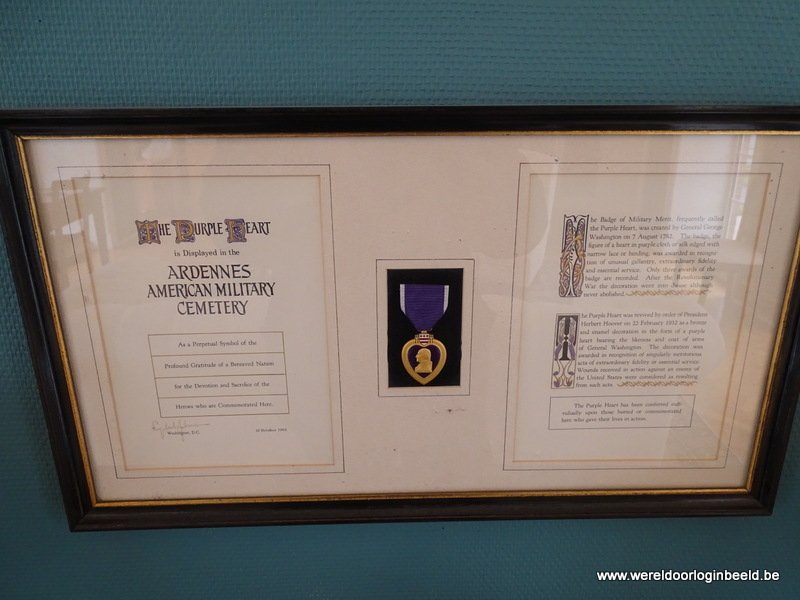 THE PURPLE HEART
is Displayed in the
ARDENNES
AMERICAN MILITARY
CEMETERY
As a Perpetual Symbol of the
Profound Gratitude of a Bereaved Nation
for the Devotion and Sacrifice of the
Heroes who are Commemorated Here.
Washington, D.C.
The Badge of Military Merit, frequently called
the Purple Heart, was created by General George
Washington on 7 August 1782. The badge, the
figure of a heart in purple cloth or silk edged with
narrow lace or binding, was awarded in recogni-
tion of unusual gallantry, extraordinary fidelity
and essential service. Only three awards of the
badge are recorded. After the Revolutionary
War the decoration went into disuse although
never abolished.
The Purple Heart was revived by order of President
Herbert Hoover on 22 February 1932 as a bronze
and enamel decoration in the form of a purple
heart bearing the likeness and coat of arms
of General Washington. The decoration was
awarded in recognition of singularly meritorious
acts of extraordinary fidelity or essential service.
Wounds received in action against an enemy of
the United States were considered as resulting
from such acts.
The Purple Heart has been conferred indi-
vidually upon those buried or commemorated
here who gave their lives in action.
www.wereldoorloginbeeld.be